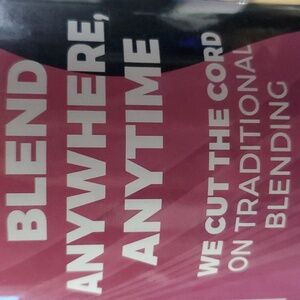 BLEND
ANYWHERE,
ANYTIME
WE CUT THE CORD
ON TRADITIONAL
BLENDING